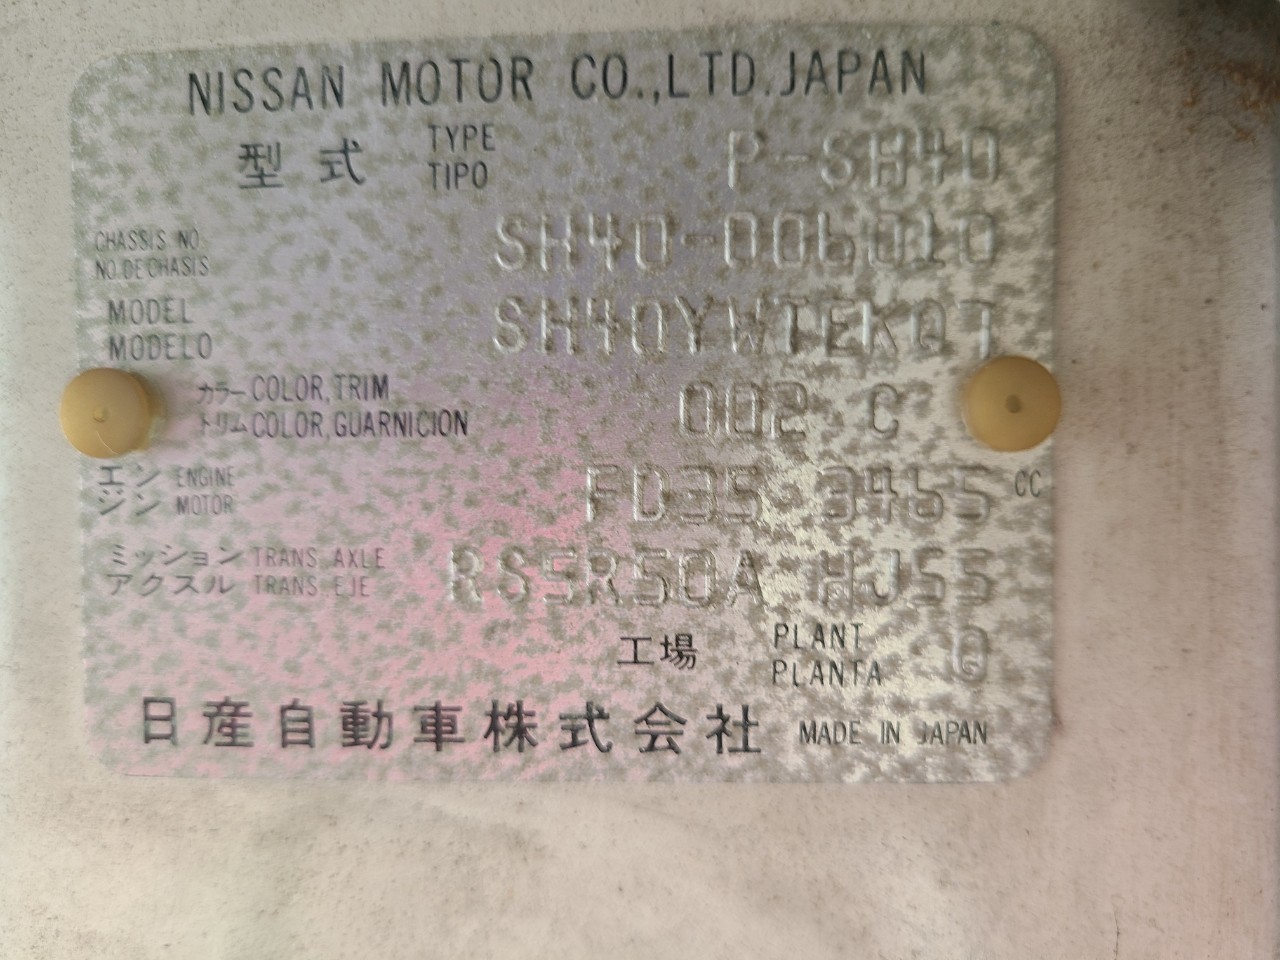 NISSAN MOTOR CO.,LTD.JAPAN
型式 TYPE TIPO P-SH40
CHASSIS NO. NO.DE CHASIS SH40-006010
MODEL MODELO SH40YWTEKQT
カラー COLOR,TRIM
トリム COLOR,GUARNICION 002 C
エンジン ENGINE MOTOR FD35 3465 CC
ミッション TRANS. AXLE
アクスル TRANS. EJE RS5R50A HJ55
工場 PLANT PLANTA Q
日産自動車株式会社 MADE IN JAPAN